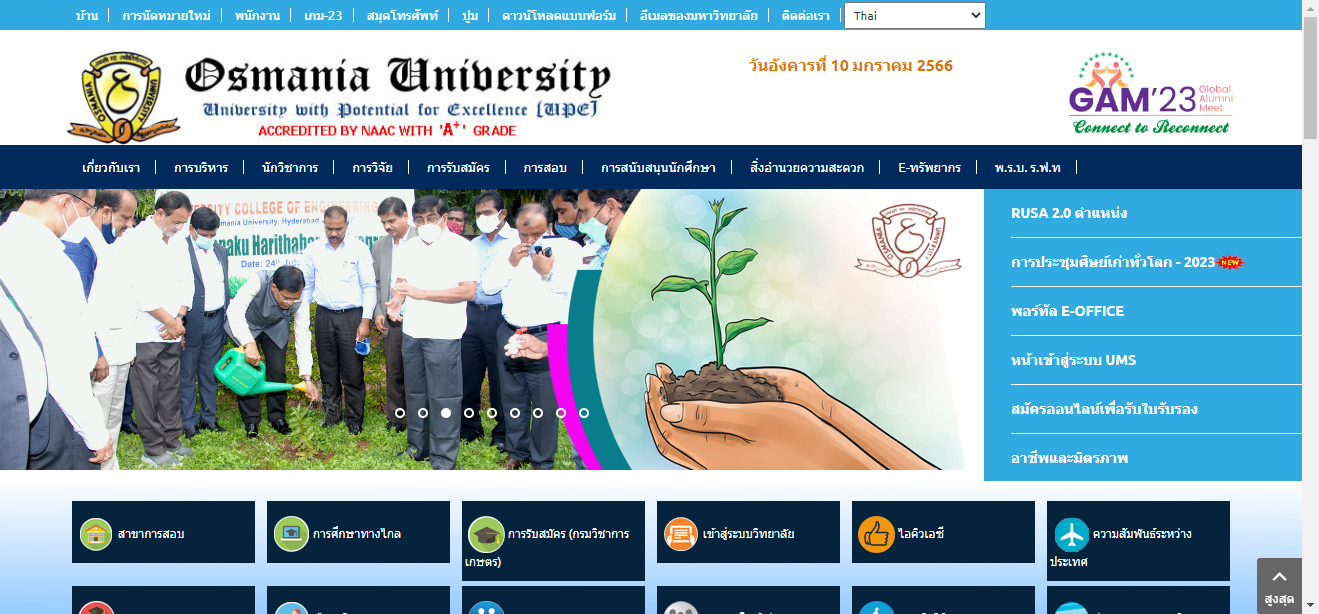 บ้าน การนัดหมายใหม่ พนักงาน เกม-23 สมุดโทรศัพท์ ปูม ดาวน์โหลดแบบฟอร์ม อีเมลของมหาวิทยาลัย ติดต่อเรา Thai
Osmania University
University with Potential for Excellence [UPE]
ACCREDITED BY NAAC WITH 'A+' GRADE
วันอังคารที่ 10 มกราคม 2566
GAM'23 Global Alumni Meet
Connect to Reconnect
OSMANIA UNIVERSITY
เกี่ยวกับเรา การบริหาร นักวิชาการ การวิจัย การรับสมัคร การสอบ การสนับสนุนนักศึกษา สิ่งอำนวยความสะดวก E-ทรัพยากร พ.ร.บ. ร.ฟ.ท
COLLEGE OF ENGINEERING
Osmania University, Hyderabad
Date: 24
OSMANIA UNIVERSITY
RUSA 2.0 ตำแหน่ง
การประชุมศิษย์เก่าทั่วโลก - 2023 NEW
พอร์ทัล E-OFFICE
หน้าเข้าสู่ระบบ UMS
สมัครออนไลน์เพื่อรับใบรับรอง
อาชีพและมิตรภาพ
สาขาการสอบ
การศึกษาทางไกล
การรับสมัคร (กรมวิชาการ
เกษตร)
เข้าสู่ระบบวิทยาลัย
ไอคิวเอซี
ความสัมพันธ์ระหว่าง
ประเทศ
สูงสุด